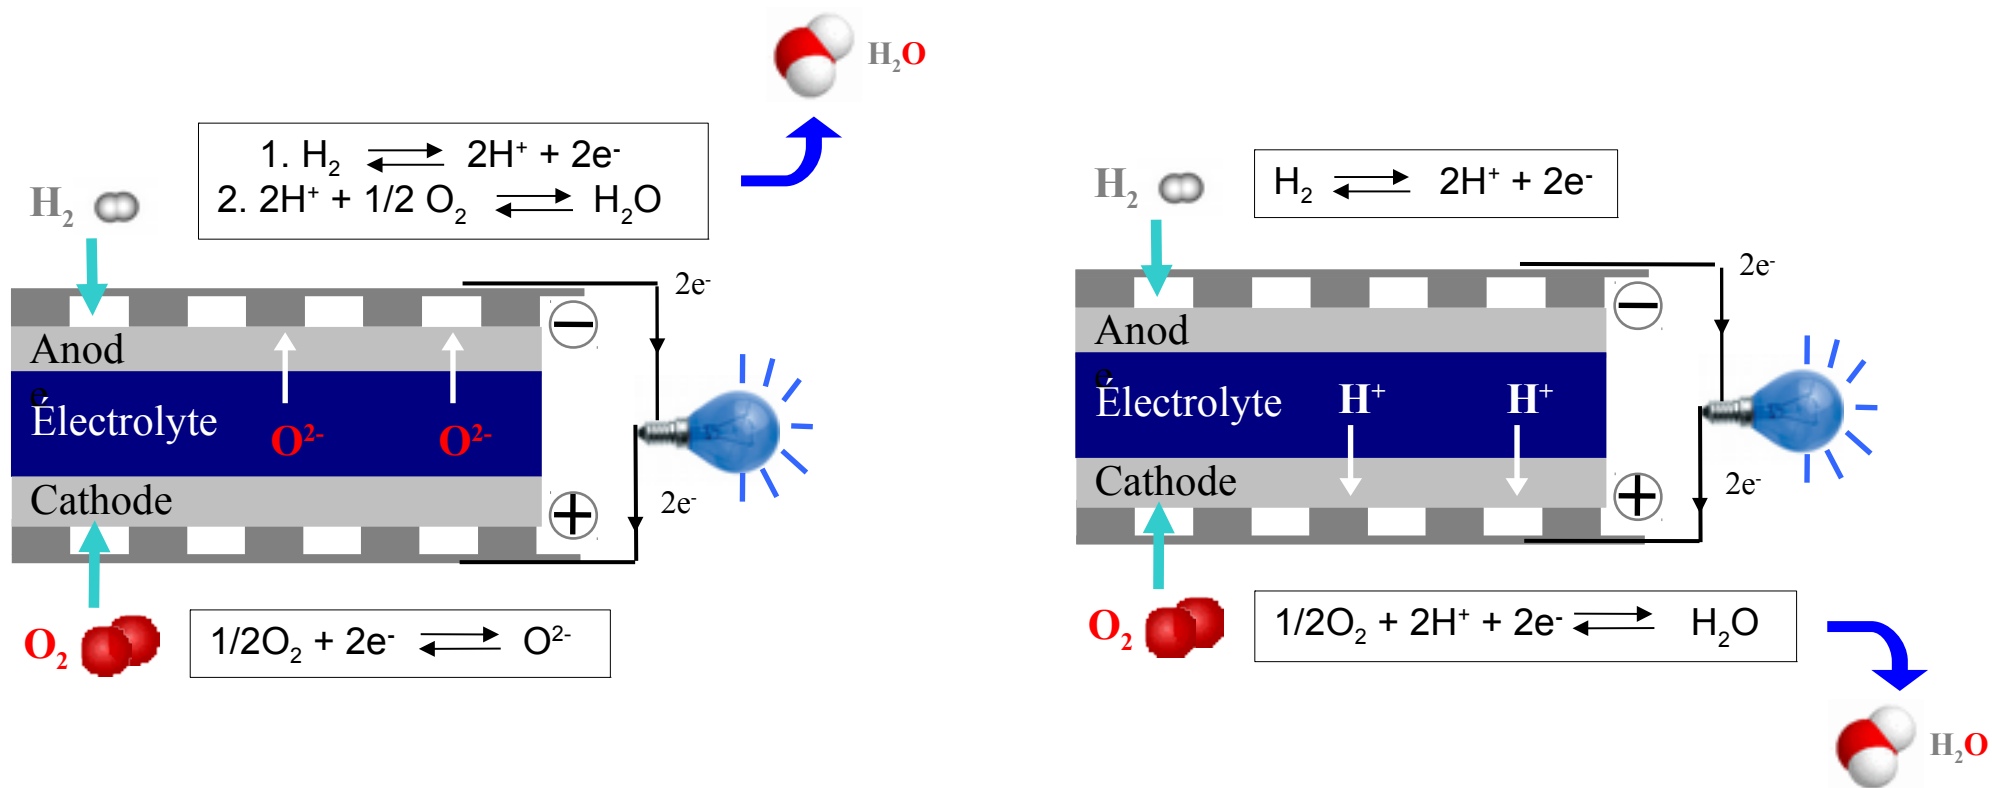 H₂O
1. H₂ ⇌ 2H⁺ + 2e⁻
2. 2H⁺ + 1/2 O₂ ⇌ H₂O
H₂
2e⁻
−
Anod
e
Électrolyte
O²⁻ O²⁻
Cathode
+
2e⁻
O₂
1/2O₂ + 2e⁻ ⇌ O²⁻
H₂
H₂ ⇌ 2H⁺ + 2e⁻
2e⁻
−
Anod
e
Électrolyte
H⁺ H⁺
Cathode
+
2e⁻
O₂
1/2O₂ + 2H⁺ + 2e⁻ ⇌ H₂O
H₂O